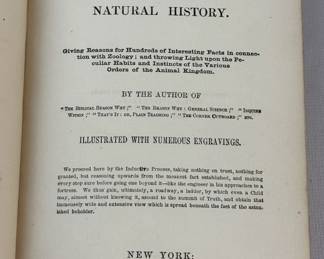 NATURAL HISTORY.
Giving Reasons for Hundreds of Interesting Facts in connec-
tion with Zoology; and throwing Light upon the Pe-
culiar Habits and Instincts of the Various
Orders of the Animal Kingdom.
BY THE AUTHOR OF
"The Biblical Reason Why;" "The Reason Why: General Science;" "Inquire
Within;" "That's It: or, Plain Teaching;" "The Corner Cupboard;" etc.
ILLUSTRATED WITH NUMEROUS ENGRAVINGS.
We proceed here by the Inductive Process, taking nothing on trust, nothing for
granted, but reasoning upwards from the meanest fact established, and making
every step sure before going one beyond it—like the engineer in his approaches to a
fortress. We thus gain, ultimately, a roadway, a ladder, by which even a Child
may, almost without knowing it, ascend to the summit of Truth, and obtain that
immensely wide and extensive view which is spread beneath the feet of the aston-
ished beholder.
NEW YORK: